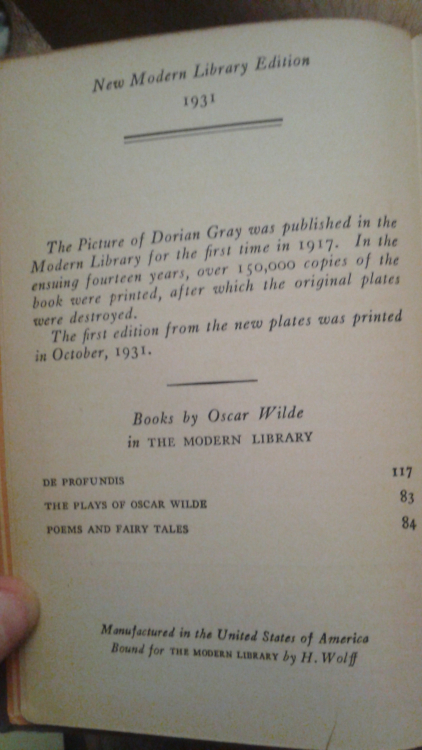 New Modern Library Edition
1931
The Picture of Dorian Gray was published in the
Modern Library for the first time in 1917. In the
ensuing fourteen years, over 150,000 copies of the
book were printed, after which the original plates
were destroyed.
The first edition from the new plates was printed
in October, 1931.
Books by Oscar Wilde
in THE MODERN LIBRARY
DE PROFUNDIS 117
THE PLAYS OF OSCAR WILDE 83
POEMS AND FAIRY TALES 84
Manufactured in the United States of America
Bound for THE MODERN LIBRARY by H. Wolff